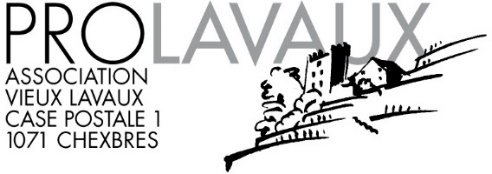 PROLAVAUX
ASSOCIATION
VIEUX LAVAUX
CASE POSTALE 1
1071 CHEXBRES